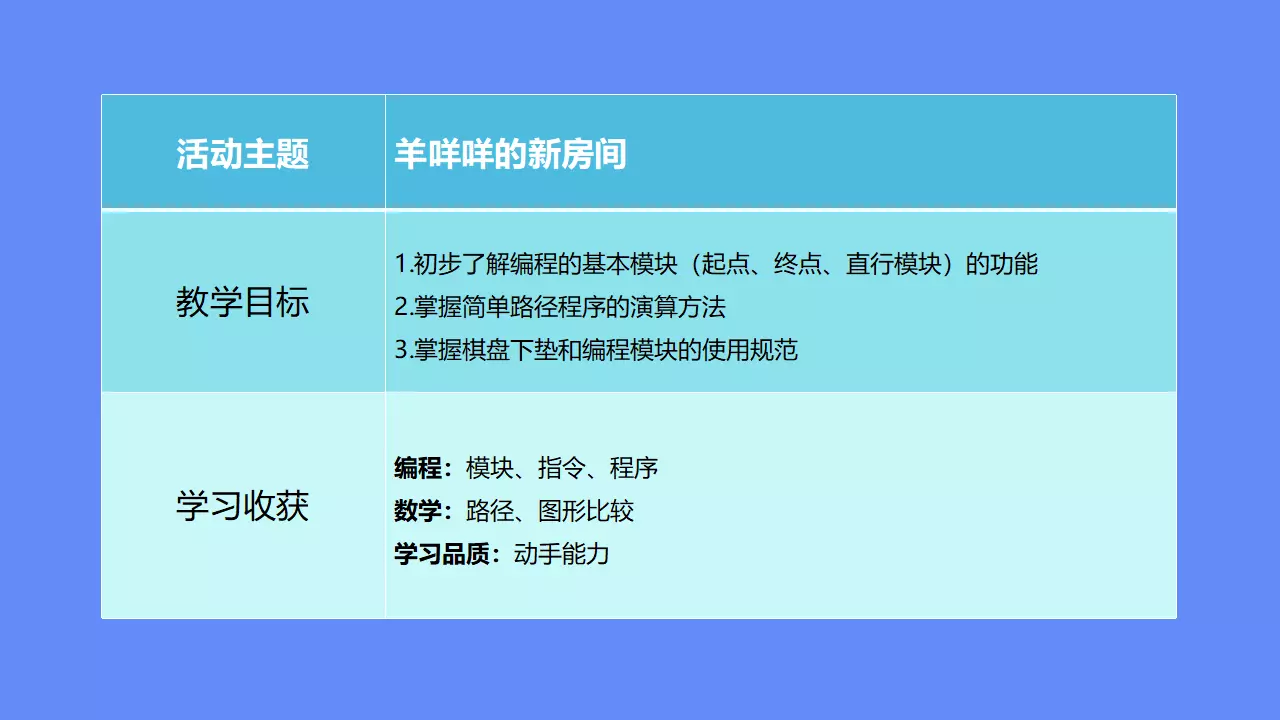 活动主题
羊咩咩的新房间
教学目标
1.初步了解编程的基本模块（起点、终点、直行模块）的功能
2.掌握简单路径程序的演算方法
3.掌握棋盘下垫和编程模块的使用规范
学习收获
编程：模块、指令、程序
数学：路径、图形比较
学习品质：动手能力